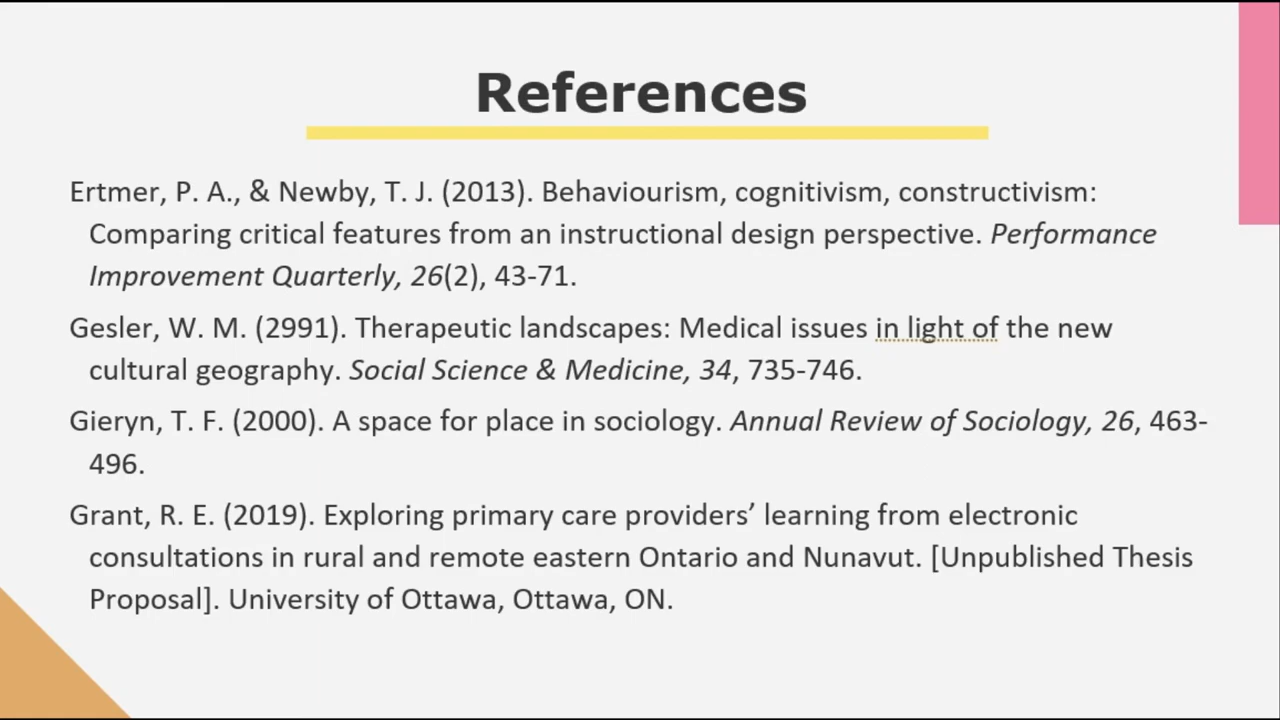 References
Ertmer, P. A., & Newby, T. J. (2013). Behaviourism, cognitivism, constructivism:
Comparing critical features from an instructional design perspective. Performance
Improvement Quarterly, 26(2), 43-71.
Gesler, W. M. (2991). Therapeutic landscapes: Medical issues in light of the new
cultural geography. Social Science & Medicine, 34, 735-746.
Gieryn, T. F. (2000). A space for place in sociology. Annual Review of Sociology, 26, 463-
496.
Grant, R. E. (2019). Exploring primary care providers’ learning from electronic
consultations in rural and remote eastern Ontario and Nunavut. [Unpublished Thesis
Proposal]. University of Ottawa, Ottawa, ON.